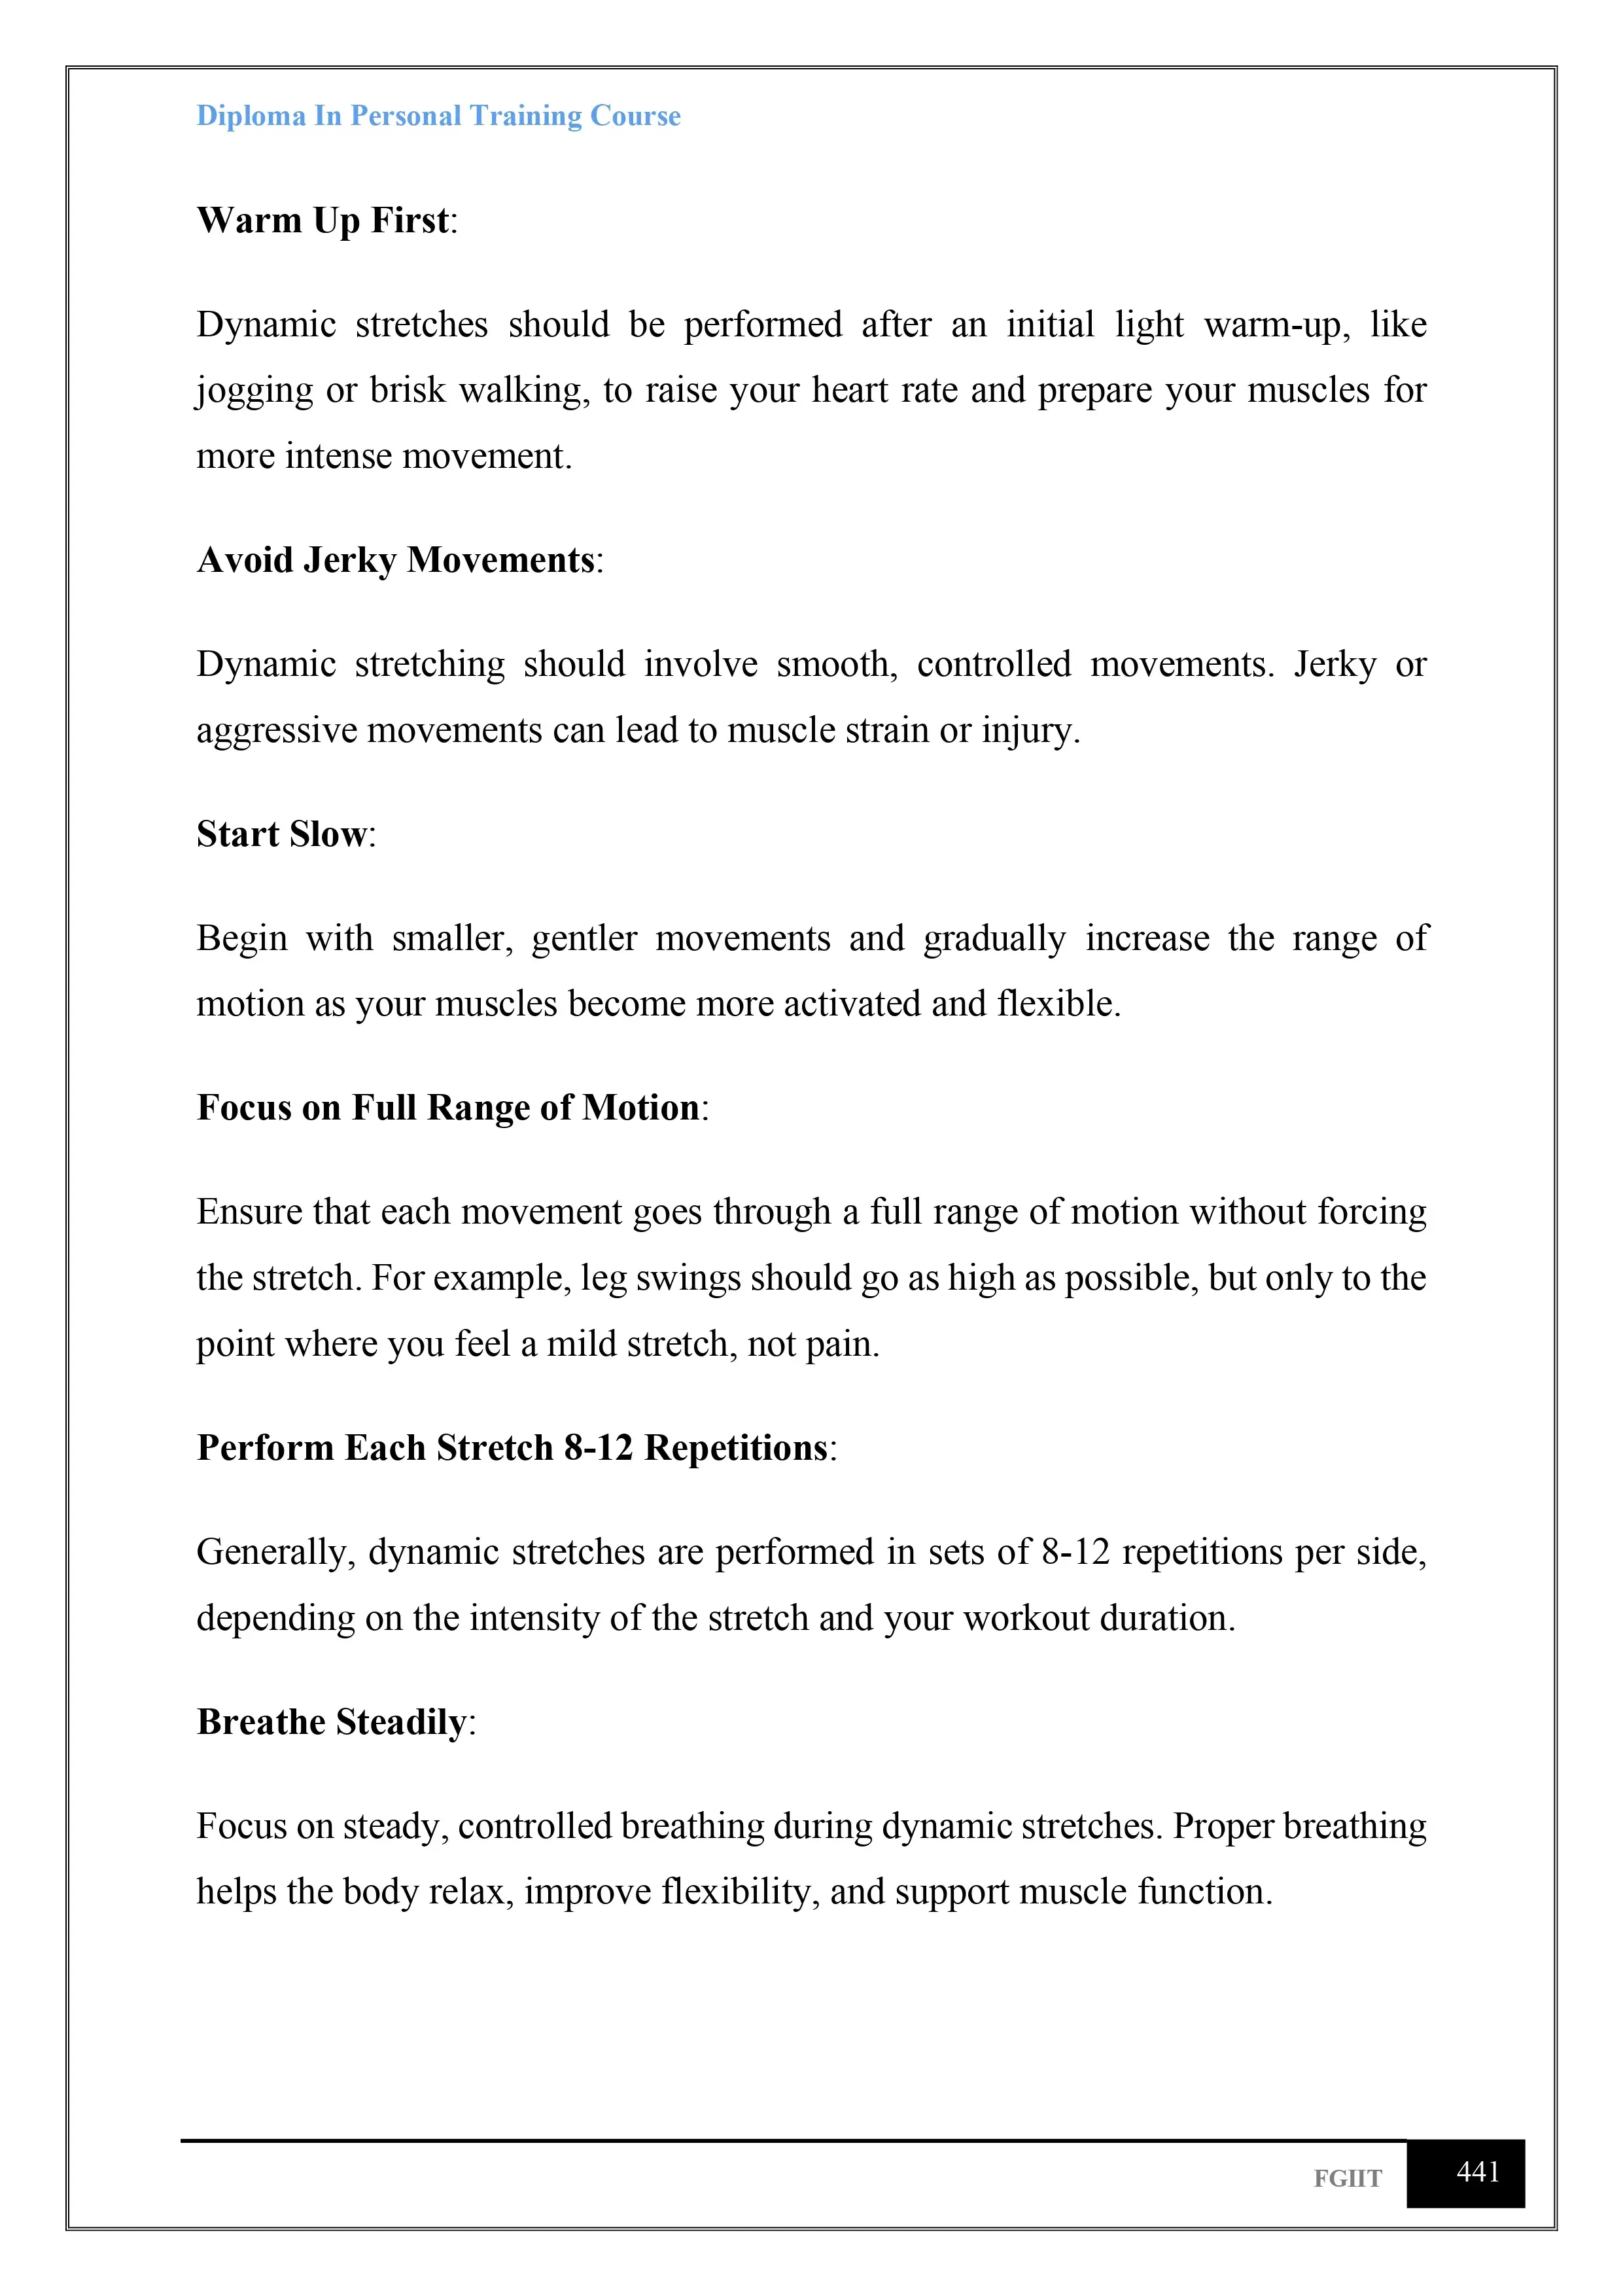 Diploma In Personal Training Course
Warm Up First:
Dynamic stretches should be performed after an initial light warm-up, like
jogging or brisk walking, to raise your heart rate and prepare your muscles for
more intense movement.
Avoid Jerky Movements:
Dynamic stretching should involve smooth, controlled movements. Jerky or
aggressive movements can lead to muscle strain or injury.
Start Slow:
Begin with smaller, gentler movements and gradually increase the range of
motion as your muscles become more activated and flexible.
Focus on Full Range of Motion:
Ensure that each movement goes through a full range of motion without forcing
the stretch. For example, leg swings should go as high as possible, but only to the
point where you feel a mild stretch, not pain.
Perform Each Stretch 8-12 Repetitions:
Generally, dynamic stretches are performed in sets of 8-12 repetitions per side,
depending on the intensity of the stretch and your workout duration.
Breathe Steadily:
Focus on steady, controlled breathing during dynamic stretches. Proper breathing
helps the body relax, improve flexibility, and support muscle function.
FGIIT 441